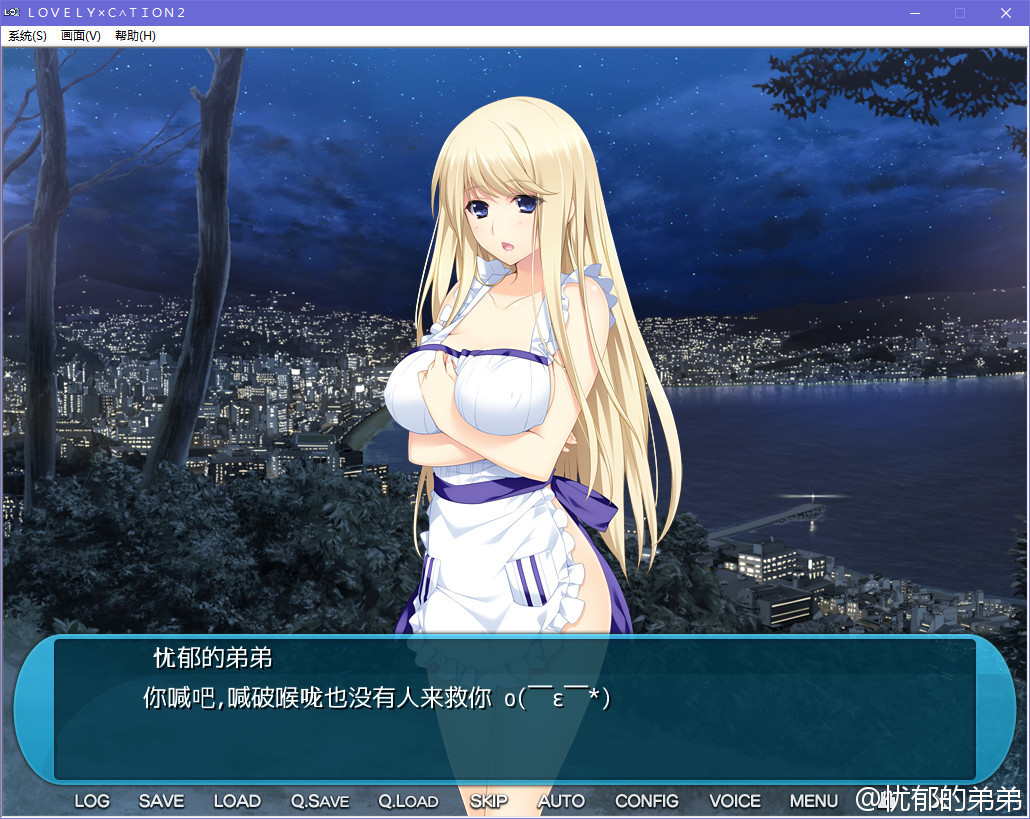 LOVELY×CATION2
系统(S) 画面(V) 帮助(H)
忧郁的弟弟
你喊吧,喊破喉咙也没有人来救你 o(￣ε￣*)
LOG SAVE LOAD Q.SAVE Q.LOAD SKIP AUTO CONFIG VOICE MENU
@忧郁的弟弟